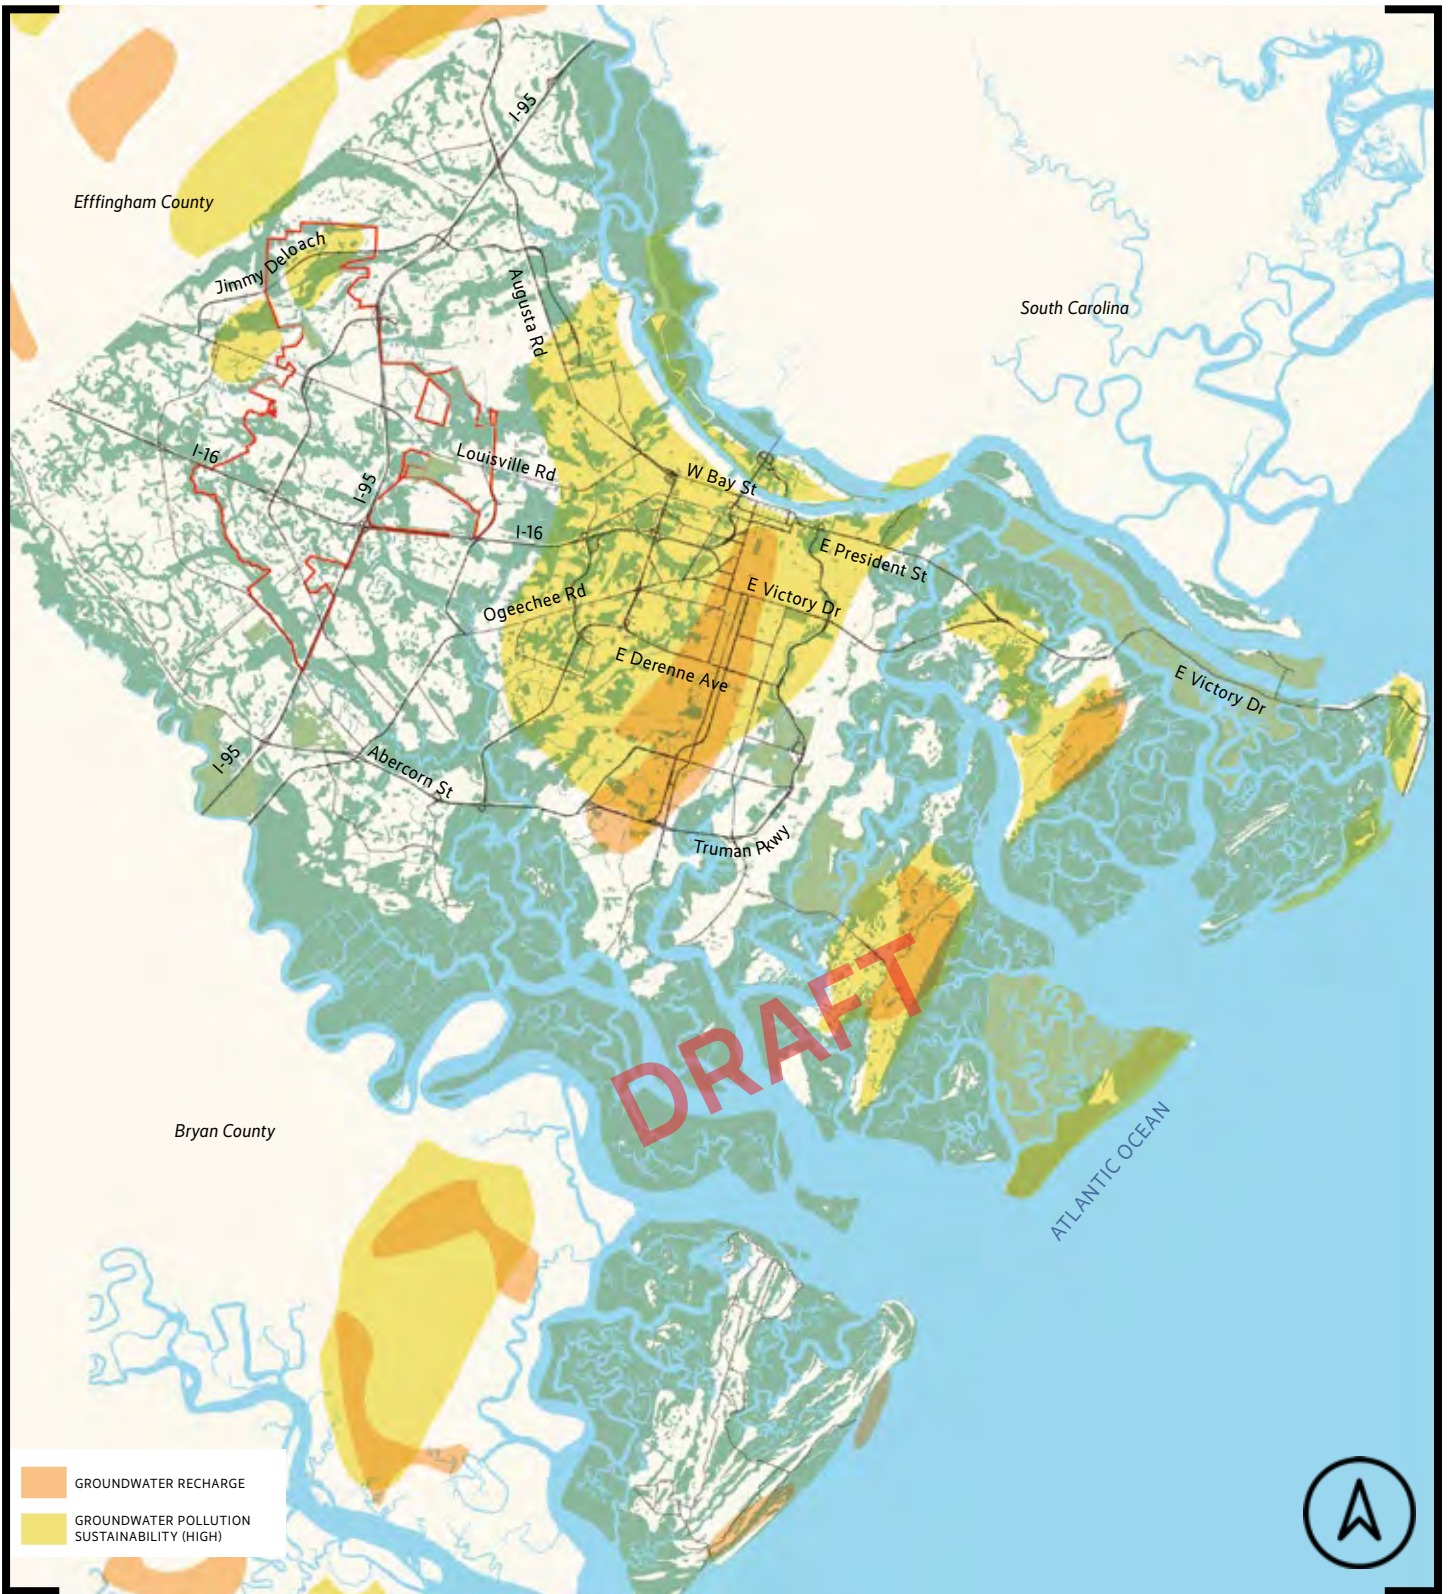 I-95
Efffingham County
Jimmy Deloach
South Carolina
Augusta Rd
I-16
Louisville Rd
W Bay St
I-95
I-16
E President St
Ogeechee Rd
E Victory Dr
E Derenne Ave
E Victory Dr
I-95
Abercorn St
Truman Pkwy
DRAFT
Bryan County
ATLANTIC OCEAN
GROUNDWATER RECHARGE
GROUNDWATER POLLUTION
SUSTAINABILITY (HIGH)